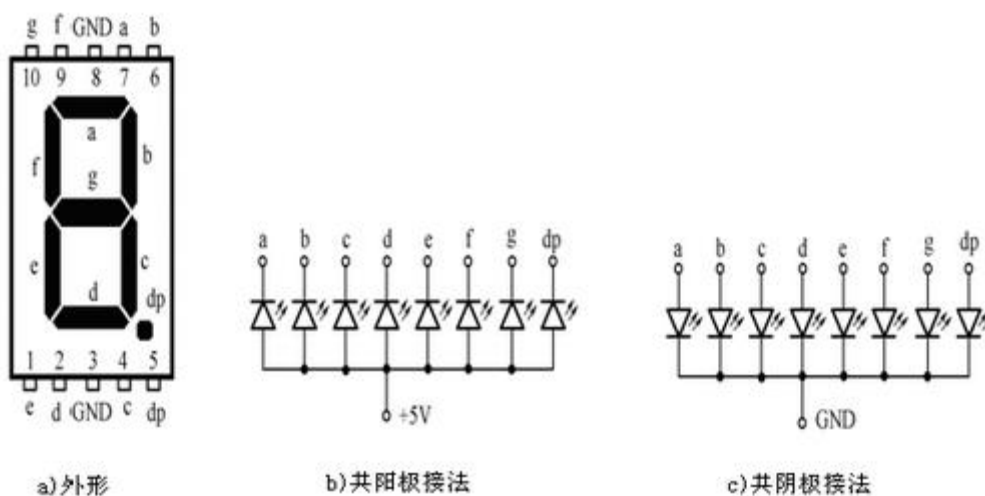 g f GND a b
10 9 8 7 6
a
f b
g
e c
d
dp
1 2 3 4 5
e d GND c dp
a)外形
a b c d e f g dp
+5V
b)共阳极接法
a b c d e f g dp
GND
c)共阴极接法